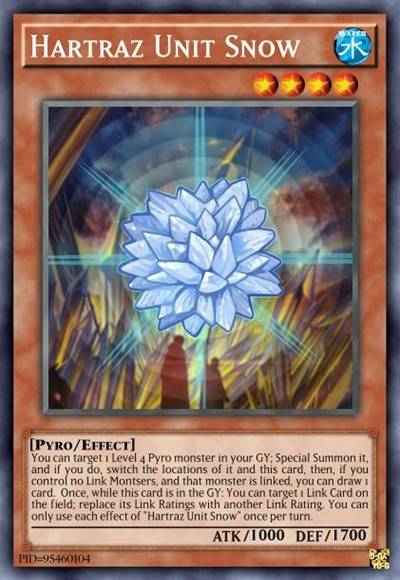 Hartraz Unit Snow
WATER
水
[Pyro/Effect]
You can target 1 Level 4 Pyro monster in your GY; Special Summon it,
and if you do, switch the locations of it and this card, then, if you
control no Link Montsers, and that monster is linked, you can draw 1
card. Once, while this card is in the GY: You can target 1 Link Card on
the field; replace its Link Ratings with another Link Rating. You can
only use each effect of "Hartraz Unit Snow" once per turn.
ATK/1000 DEF/1700
PID=95460104